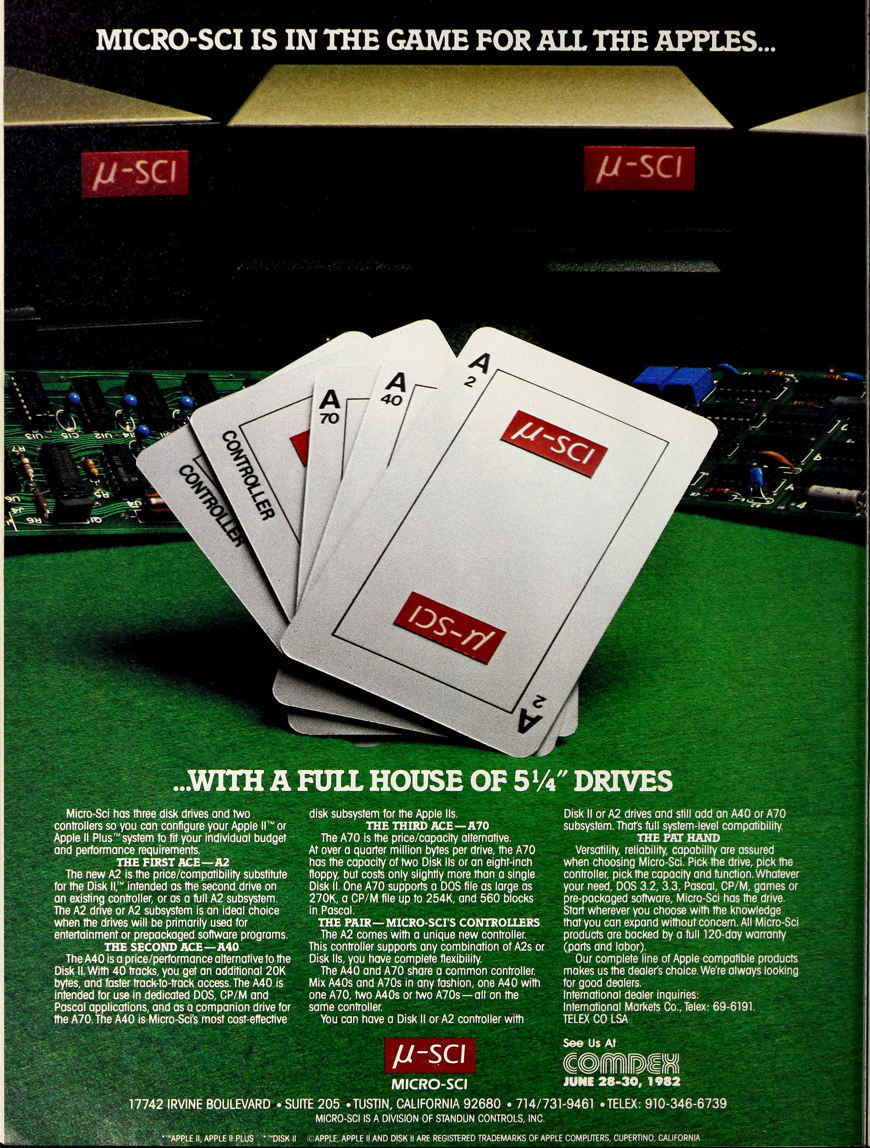 MICRO-SCI IS IN THE GAME FOR ALL THE APPLES...
μ-SCI
μ-SCI
A
2
A
40
A
70
CONTROLLER
CONTROLLER
μ-SCI
μ-SCI
A
2
...WITH A FULL HOUSE OF 5¼" DRIVES
Micro-Sci has three disk drives and two
controllers so you can configure your Apple II™ or
Apple II Plus™ system to fit your individual budget
and performance requirements.
THE FIRST ACE—A2
The new A2 is the price/compatibility substitute
for the Disk II,™ intended as the second drive on
an existing controller, or as a full A2 subsystem.
The A2 drive or A2 subsystem is an ideal choice
when the drives will be primarily used for
entertainment or prepackaged software programs.
THE SECOND ACE—A40
The A40 is a price/performance alternative to the
Disk II. With 40 tracks, you get an additional 20K
bytes, and faster track-to-track access. The A40 is
intended for use in dedicated DOS, CP/M and
Pascal applications, and as a companion drive for
the A70. The A40 is Micro-Sci's most cost-effective
disk subsystem for the Apple IIs.
THE THIRD ACE—A70
The A70 is the price/capacity alternative.
At over a quarter million bytes per drive, the A70
has the capacity of two Disk IIs or an eight-inch
floppy, but costs only slightly more than a single
Disk II. One A70 supports a DOS file as large as
270K, a CP/M file up to 254K, and 560 blocks
in Pascal.
THE PAIR—MICRO-SCI'S CONTROLLERS
The A2 comes with a unique new controller.
This controller supports any combination of A2s or
Disk IIs, you have complete flexibility.
The A40 and A70 share a common controller.
Mix A40s and A70s in any fashion, one A40 with
one A70, two A40s or two A70s—all on the
same controller.
You can have a Disk II or A2 controller with
Disk II or A2 drives and still add an A40 or A70
subsystem. That's full system-level compatibility.
THE PAT HAND
Versatility, reliability, capability are assured
when choosing Micro-Sci. Pick the drive, pick the
controller, pick the capacity and function. Whatever
your need, DOS 3.2, 3.3, Pascal, CP/M, games or
pre-packaged software, Micro-Sci has the drive.
Start wherever you choose with the knowledge
that you can expand without concern. All Micro-Sci
products are backed by a full 120-day warranty
(parts and labor).
Our complete line of Apple compatible products
makes us the dealer's choice. We're always looking
for good dealers.
International dealer inquiries:
International Markets Co., Telex: 69-6191.
TELEX CO LSA
μ-SCI
MICRO-SCI
See Us At
COMDEX
JUNE 28-30, 1982
17742 IRVINE BOULEVARD • SUITE 205 • TUSTIN, CALIFORNIA 92680 • 714/731-9461 • TELEX: 910-346-6739
MICRO-SCI IS A DIVISION OF STANDUN CONTROLS, INC.
*™APPLE II, APPLE II PLUS *™DISK II ©APPLE, APPLE II AND DISK II ARE REGISTERED TRADEMARKS OF APPLE COMPUTERS, CUPERTINO, CALIFORNIA